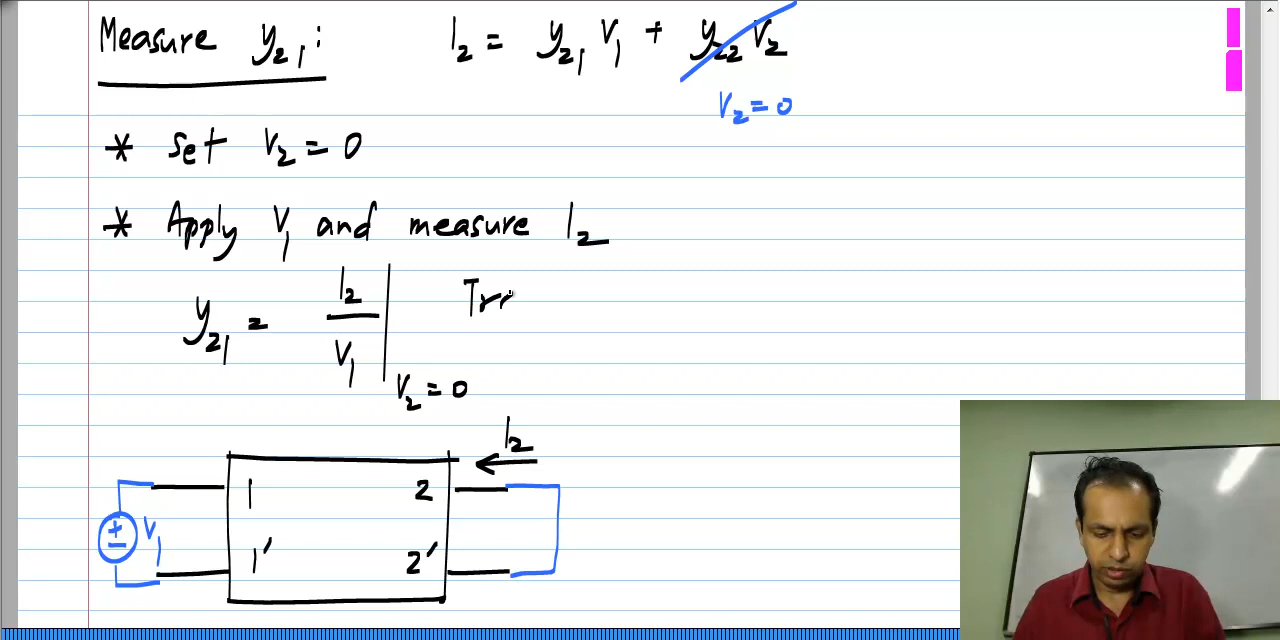 Measure y₂₁: I₂ = y₂₁ V₁ + y₂₂ V₂
V₂ = 0
* Set V₂ = 0
* Apply V₁ and measure I₂
y₂₁ = I₂ / V₁ | V₂ = 0
I₂
1 2
+ − V₁
1′ 2′